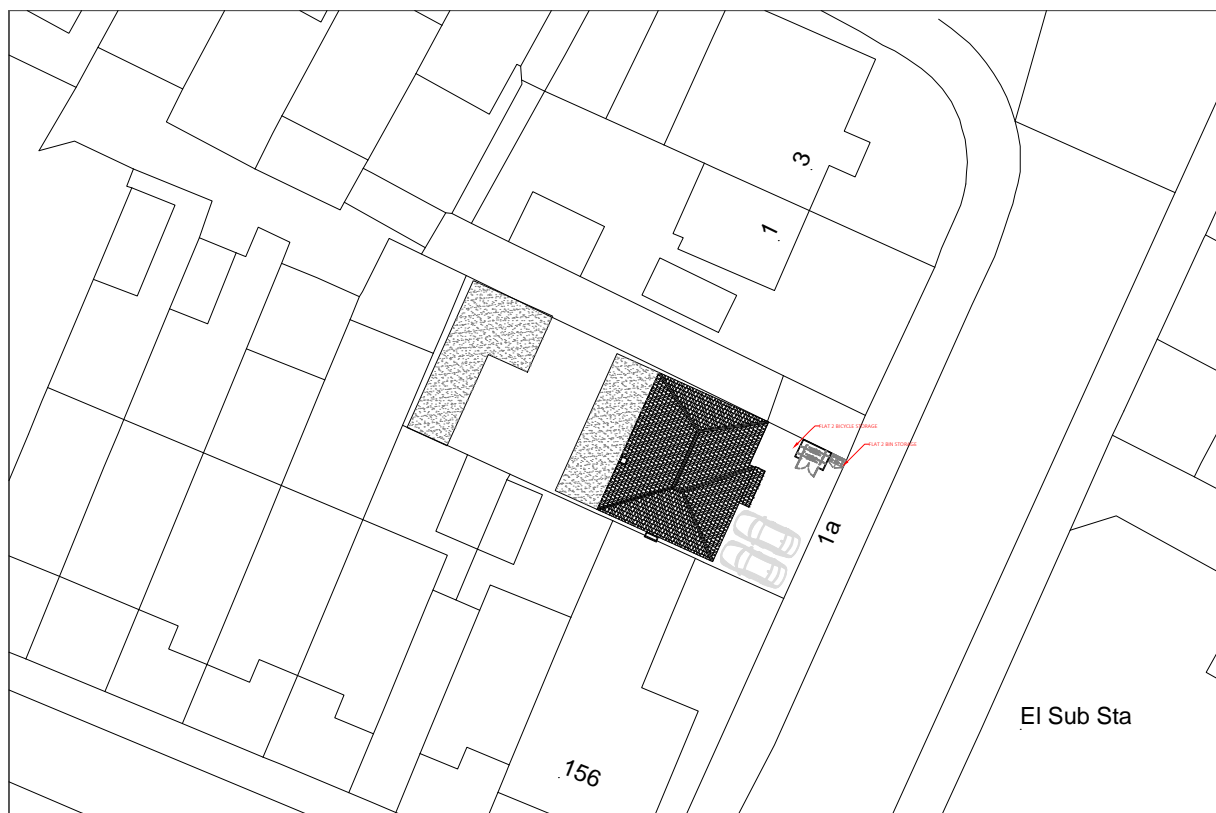 3
1
FLAT 2 BICYCLE STORAGE
FLAT 2 BIN STORAGE
1a
El Sub Sta
156